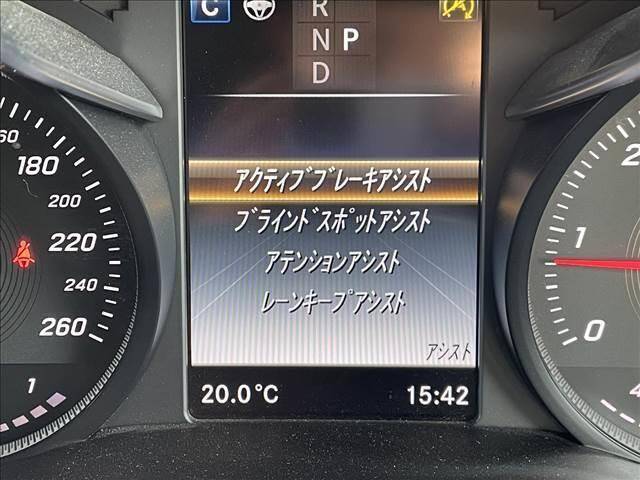 C
R
N P
D
60
180
200
220
240
260
1
アクティブブレーキアシスト
ブラインドスポットアシスト
アテンションアシスト
レーンキープアシスト
アシスト
20.0°C 15:42
2
1
0
4